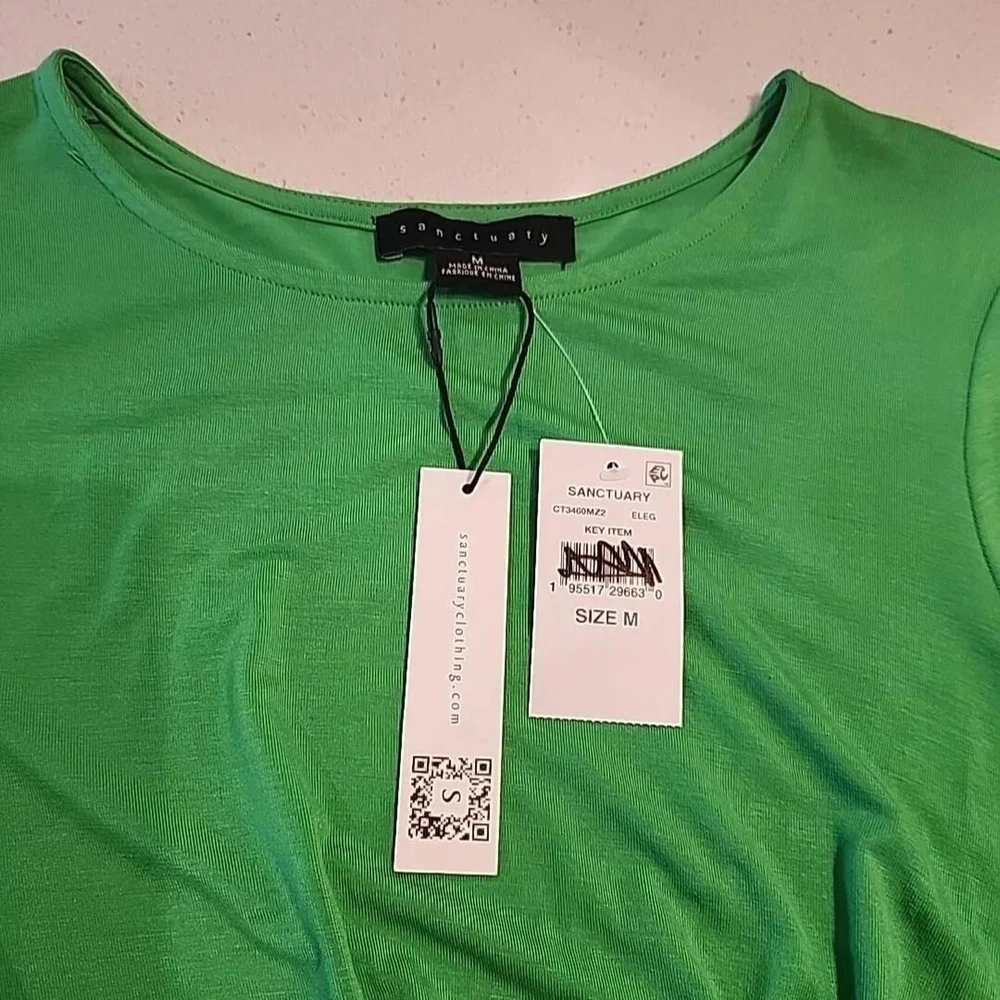 sanctuary
M
MADE IN CHINA
FABRIQUE EN CHINE
sanctuaryclothing.com
S
SANCTUARY
CT3460MZ2 ELEG
KEY ITEM
1 95517 29663 0
SIZE M